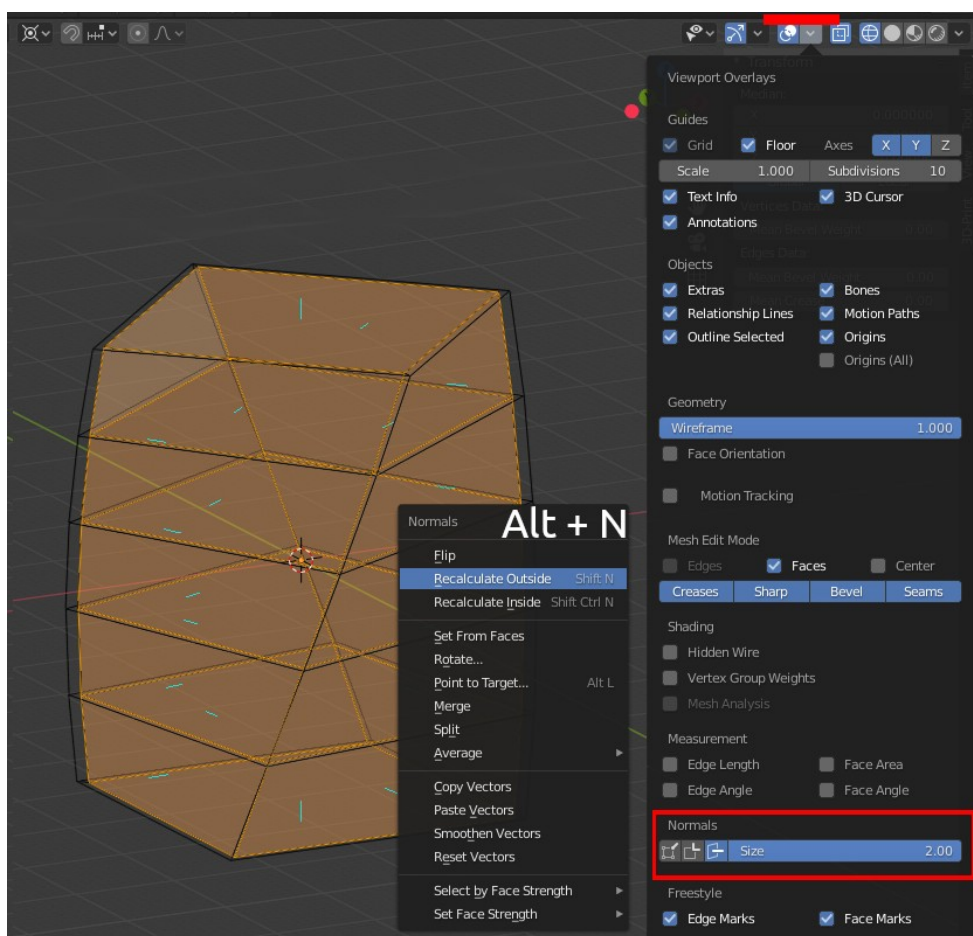 Viewport Overlays
Guides
Grid Floor Axes X Y Z
Scale 1.000 Subdivisions 10
Text Info 3D Cursor
Annotations
Objects
Extras Bones
Relationship Lines Motion Paths
Outline Selected Origins
Origins (All)
Geometry
Wireframe 1.000
Face Orientation
Motion Tracking
Mesh Edit Mode
Edges Faces Center
Creases Sharp Bevel Seams
Shading
Hidden Wire
Vertex Group Weights
Mesh Analysis
Measurement
Edge Length Face Area
Edge Angle Face Angle
Normals
Size 2.00
Freestyle
Edge Marks Face Marks
Normals Alt + N
Flip
Recalculate Outside Shift N
Recalculate Inside Shift Ctrl N
Set From Faces
Rotate...
Point to Target... Alt L
Merge
Split
Average
Copy Vectors
Paste Vectors
Smoothen Vectors
Reset Vectors
Select by Face Strength
Set Face Strength